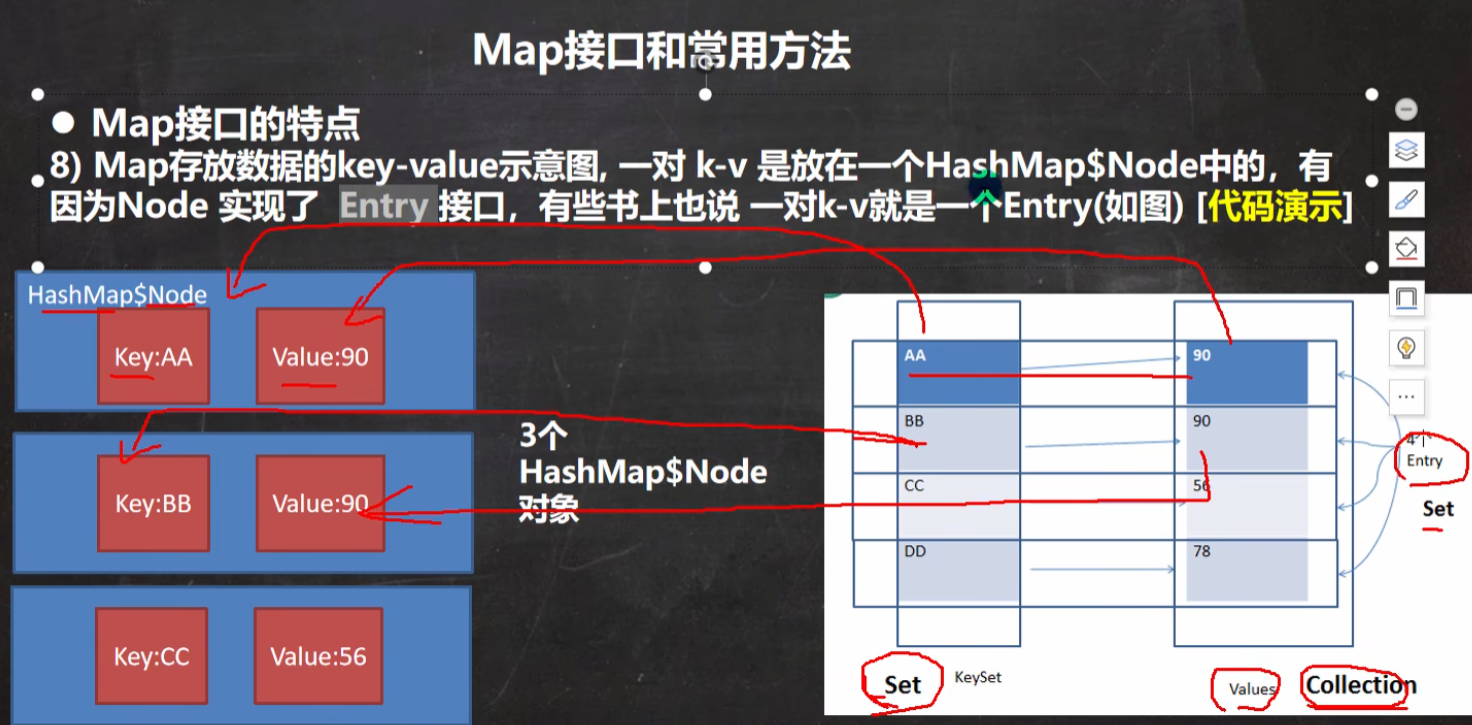 Map接口和常用方法
● Map接口的特点
8) Map存放数据的key-value示意图, 一对 k-v 是放在一个HashMap$Node中的，有
因为Node 实现了 Entry 接口，有些书上也说 一对k-v就是一个Entry(如图) [代码演示]
HashMap$Node
Key:AA
Value:90
Key:BB
Value:90
Key:CC
Value:56
3个
HashMap$Node
对象
AA
90
BB
90
CC
56
DD
78
4个
Entry
Set
Set
KeySet
Values
Collection